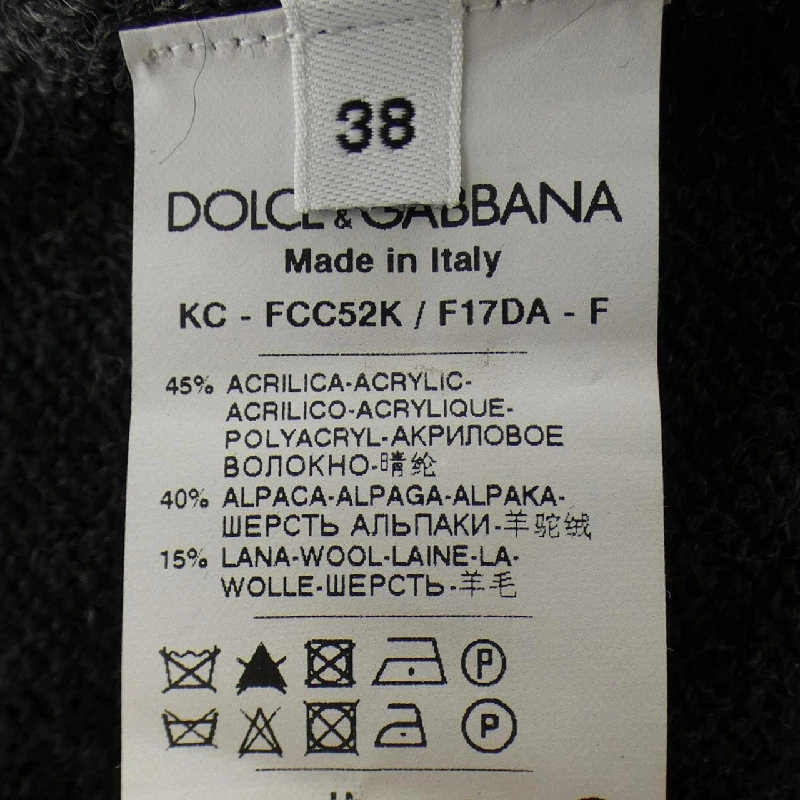 38
DOLCE & GABBANA
Made in Italy
KC - FCC52K / F17DA - F
45% ACRILICA-ACRYLIC-
ACRILICO-ACRYLIQUE-
POLYACRYL-АКРИЛОВОЕ
ВОЛОКНО-晴纶
40% ALPACA-ALPAGA-ALPAKA-
ШЕРСТЬ АЛЬПАКИ-羊驼绒
15% LANA-WOOL-LAINE-LA-
WOLLE-ШЕРСТЬ-羊毛
P
P